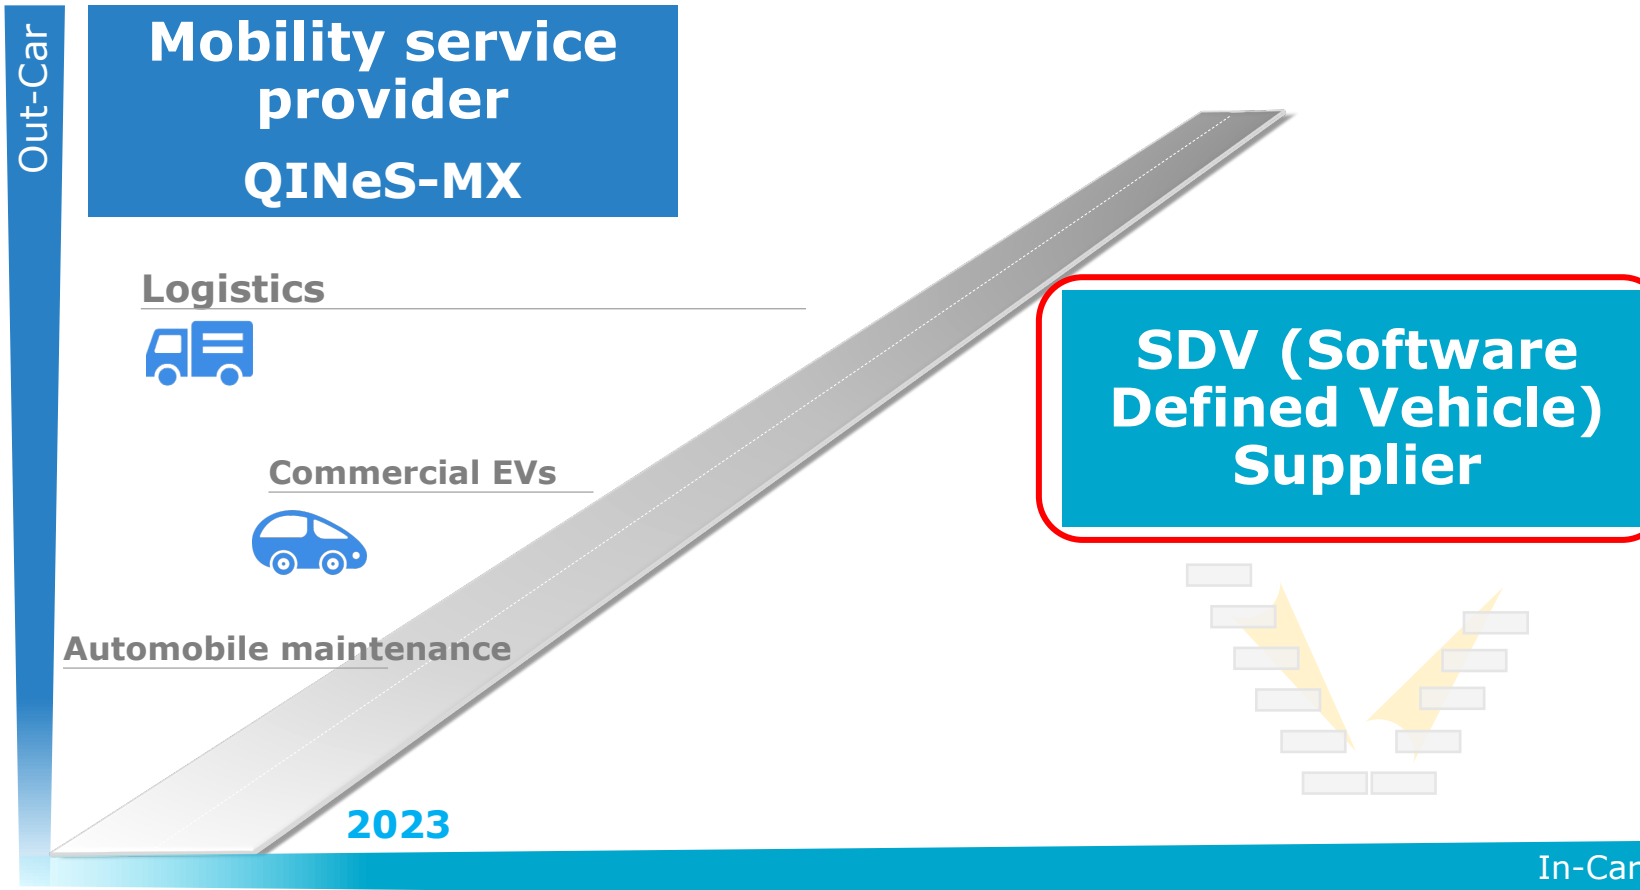 Out-Car
Mobility service
provider
QINeS-MX
Logistics
Commercial EVs
Automobile maintenance
2023
SDV (Software
Defined Vehicle)
Supplier
In-Car